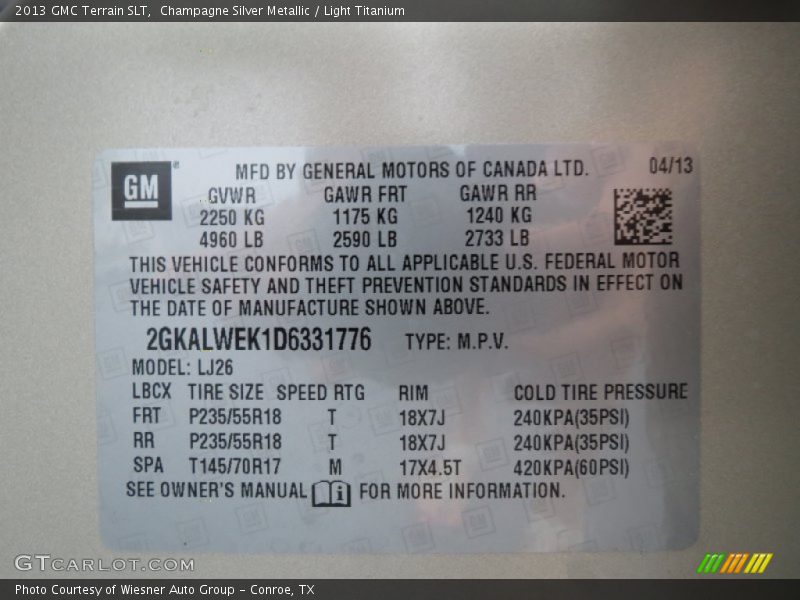 2013 GMC Terrain SLT,  Champagne Silver Metallic / Light Titanium
GM
MFD BY GENERAL MOTORS OF CANADA LTD. 04/13
GVWR GAWR FRT GAWR RR
2250 KG 1175 KG 1240 KG
4960 LB 2590 LB 2733 LB
THIS VEHICLE CONFORMS TO ALL APPLICABLE U.S. FEDERAL MOTOR
VEHICLE SAFETY AND THEFT PREVENTION STANDARDS IN EFFECT ON
THE DATE OF MANUFACTURE SHOWN ABOVE.
2GKALWEK1D6331776 TYPE: M.P.V.
MODEL: LJ26
LBCX TIRE SIZE SPEED RTG RIM COLD TIRE PRESSURE
FRT P235/55R18 T 18X7J 240KPA(35PSI)
RR P235/55R18 T 18X7J 240KPA(35PSI)
SPA T145/70R17 M 17X4.5T 420KPA(60PSI)
SEE OWNER'S MANUAL i FOR MORE INFORMATION.
GTCARLOT.COM
Photo Courtesy of Wiesner Auto Group – Conroe, TX